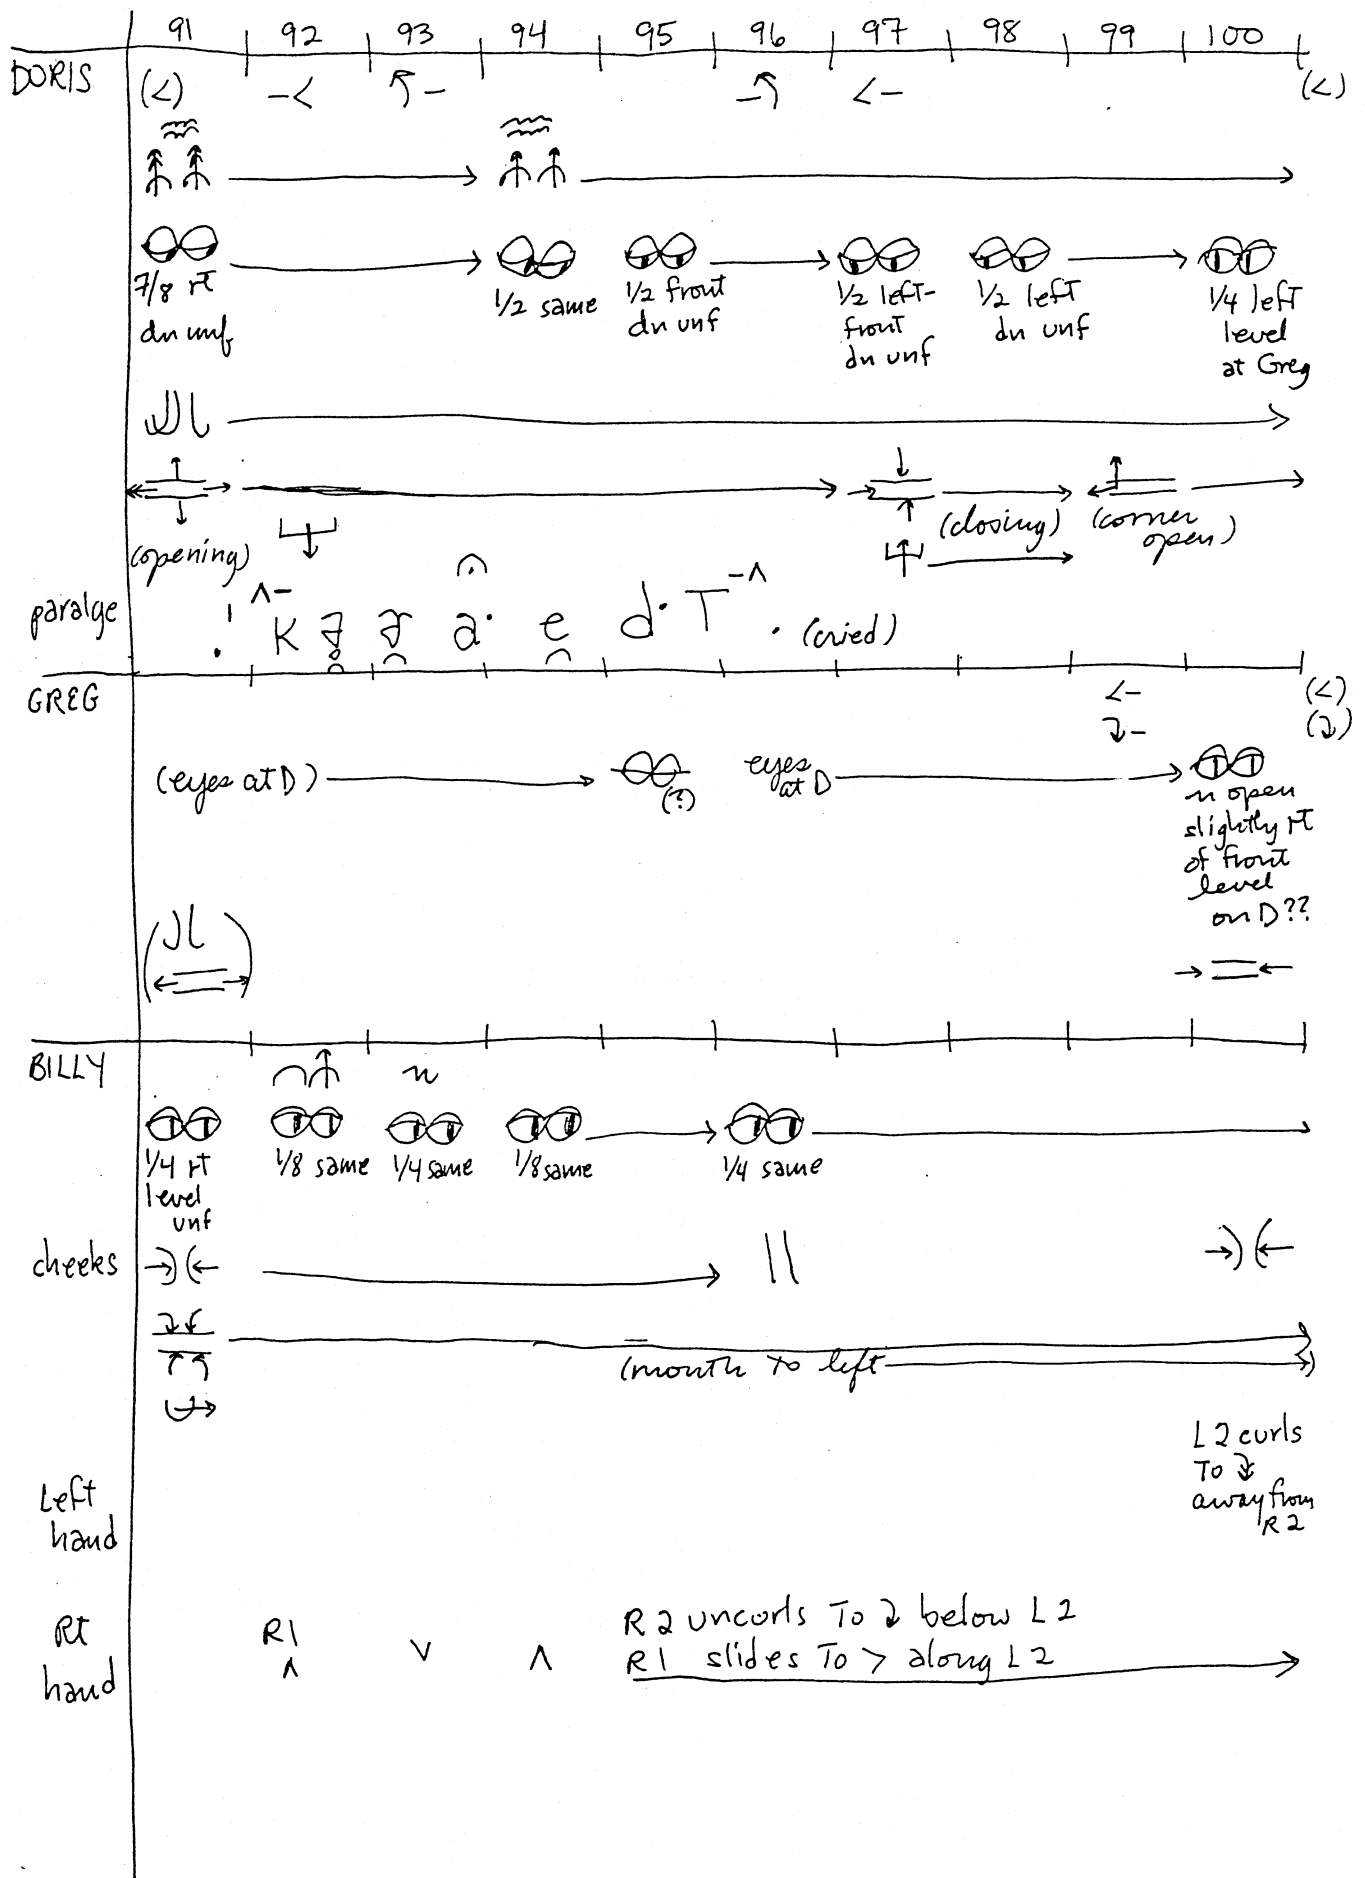 91 92 93 94 95 96 97 98 99 100
DORIS
7/8 rt 1/2 same 1/2 front 1/2 left- 1/2 left 1/4 left
dn unf dn unf front dn unf level
dn unf at Greg
(opening) (closing) (corner
open)
paralge (cried)
GREG
(eyes at D) (?) eyes
at D
n open
slightly rt
of front
level
on D??
BILLY
n
1/4 rt 1/8 same 1/4 same 1/8 same 1/4 same
level
unf
cheeks
(mouth to left
L2 curls
To
away from
R2
Left
hand
Rt
hand
R1
R2 uncurls To below L2
R1 slides To > along L2